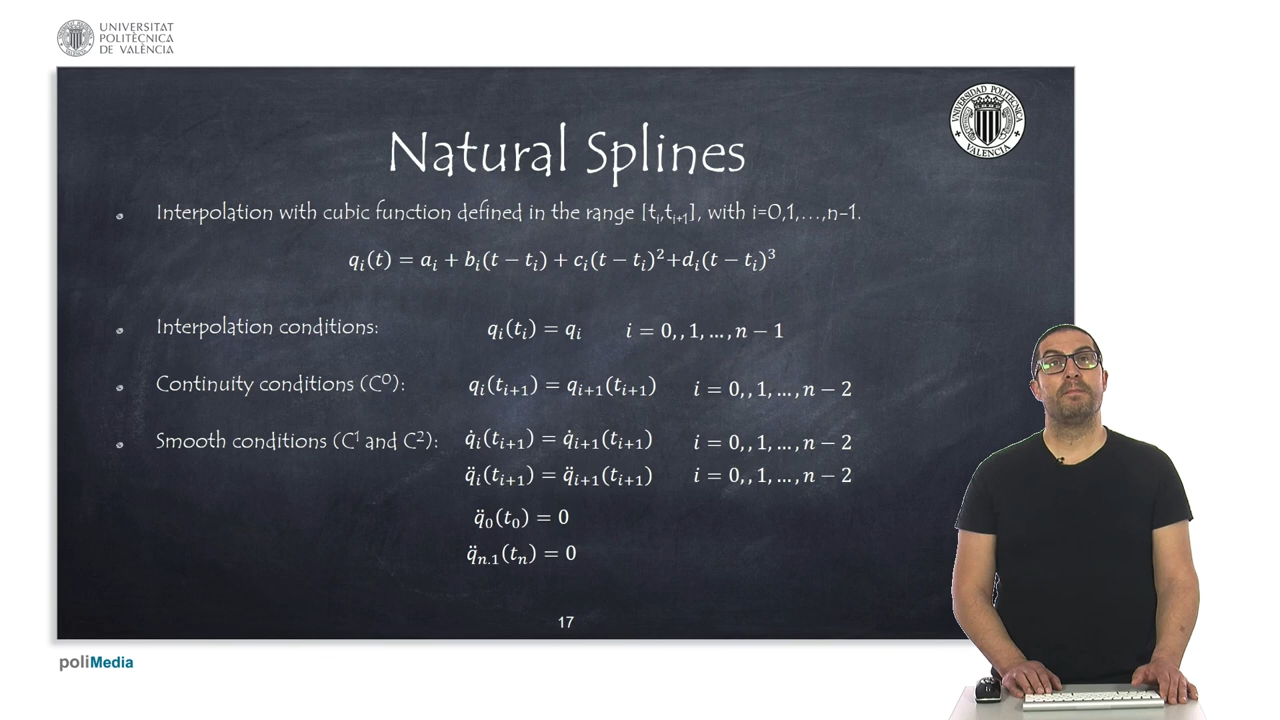 UNIVERSITAT
POLITÈCNICA
DE VALÈNCIA
UNIVERSIDAD POLITECNICA
VALENCIA
Natural Splines
Interpolation with cubic function defined in the range [tᵢ,tᵢ₊₁], with i=0,1,…,n-1.
qᵢ(t) = aᵢ + bᵢ(t − tᵢ) + cᵢ(t − tᵢ)²+dᵢ(t − tᵢ)³
Interpolation conditions: qᵢ(tᵢ) = qᵢ i = 0,,1,…,n − 1
Continuity conditions (C⁰): qᵢ(tᵢ₊₁) = qᵢ₊₁(tᵢ₊₁) i = 0,,1,…,n − 2
Smooth conditions (C¹ and C²): q̇ᵢ(tᵢ₊₁) = q̇ᵢ₊₁(tᵢ₊₁) i = 0,,1,…,n − 2
q̈ᵢ(tᵢ₊₁) = q̈ᵢ₊₁(tᵢ₊₁) i = 0,,1,…,n − 2
q̈₀(t₀) = 0
q̈ₙ.₁(tₙ) = 0
17
poliMedia